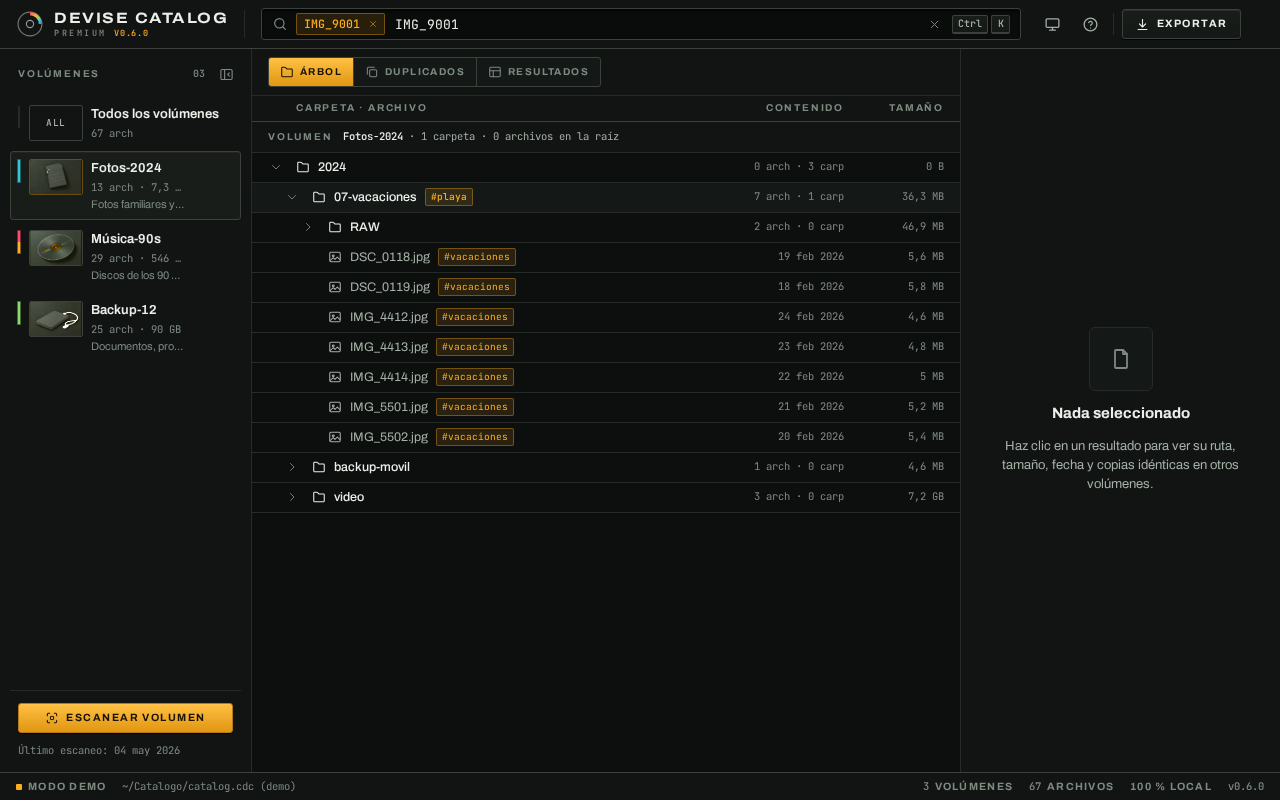 DEVISE CATALOG
PREMIUM V0.6.0
IMG_9001 × IMG_9001
Ctrl K
EXPORTAR
VOLÚMENES 03
ALL
Todos los volúmenes
67 arch
Fotos-2024
13 arch · 7,3 …
Fotos familiares y…
Música-90s
29 arch · 546 …
Discos de los 90 …
Backup-12
25 arch · 90 GB
Documentos, pro…
ESCANEAR VOLUMEN
Último escaneo: 04 may 2026
ÁRBOL DUPLICADOS RESULTADOS
CARPETA · ARCHIVO CONTENIDO TAMAÑO
VOLUMEN Fotos-2024 · 1 carpeta · 0 archivos en la raíz
2024 0 arch · 3 carp 0 B
07-vacaciones #playa 7 arch · 1 carp 36,3 MB
RAW 2 arch · 0 carp 46,9 MB
DSC_0118.jpg #vacaciones 19 feb 2026 5,6 MB
DSC_0119.jpg #vacaciones 18 feb 2026 5,8 MB
IMG_4412.jpg #vacaciones 24 feb 2026 4,6 MB
IMG_4413.jpg #vacaciones 23 feb 2026 4,8 MB
IMG_4414.jpg #vacaciones 22 feb 2026 5 MB
IMG_5501.jpg #vacaciones 21 feb 2026 5,2 MB
IMG_5502.jpg #vacaciones 20 feb 2026 5,4 MB
backup-movil 1 arch · 0 carp 4,6 MB
video 3 arch · 0 carp 7,2 GB
Nada seleccionado
Haz clic en un resultado para ver su ruta,
tamaño, fecha y copias idénticas en otros
volúmenes.
MODO DEMO ~/Catalogo/catalog.cdc (demo)
3 VOLÚMENES 67 ARCHIVOS 100 % LOCAL v0.6.0